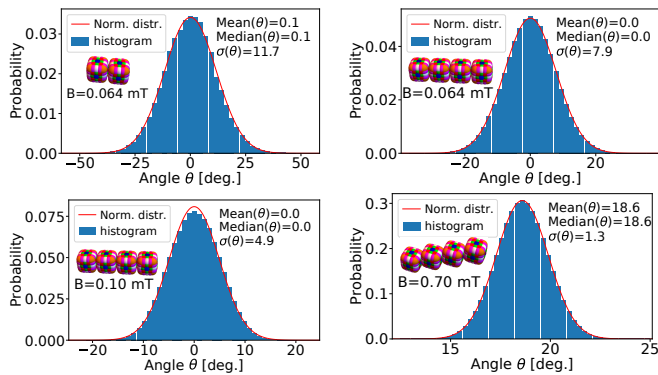 Norm. distr.
histogram
Mean(θ)=0.1
Median(θ)=0.1
σ(θ)=11.7
B=0.064 mT
Probability
0.03
0.02
0.01
0.00
−50
−25
0
25
50
Angle θ [deg.]
Norm. distr.
histogram
Mean(θ)=0.0
Median(θ)=0.0
σ(θ)=7.9
B=0.064 mT
Probability
0.04
0.02
0.00
−20
0
20
Angle θ [deg.]
Norm. distr.
histogram
Mean(θ)=0.0
Median(θ)=0.0
σ(θ)=4.9
B=0.10 mT
Probability
0.075
0.050
0.025
0.000
−20
−10
0
10
20
Angle θ [deg.]
Norm. distr.
histogram
Mean(θ)=18.6
Median(θ)=18.6
σ(θ)=1.3
B=0.70 mT
Probability
0.3
0.2
0.1
0.0
15
20
25
Angle θ [deg.]